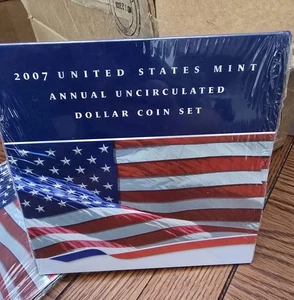 2007 UNITED STATES MINT
ANNUAL UNCIRCULATED
DOLLAR COIN SET